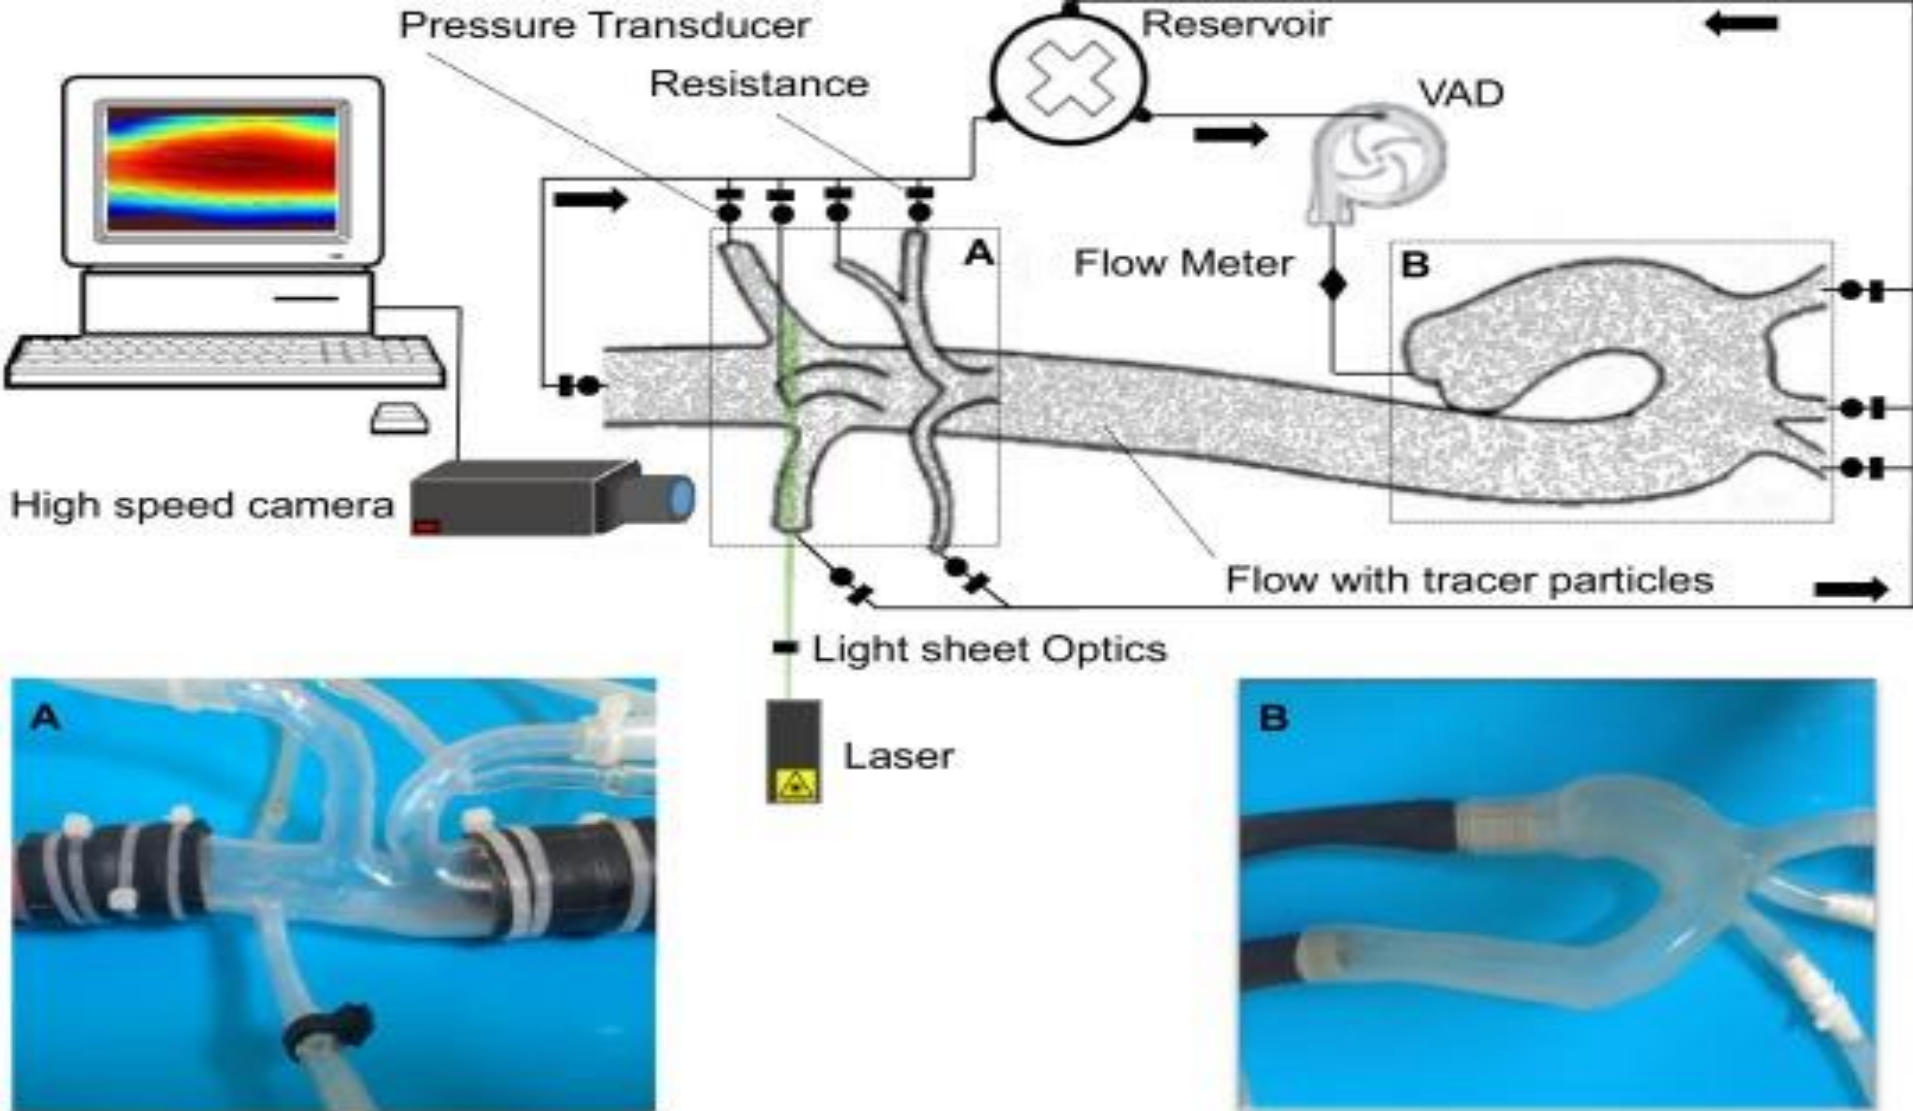 Pressure Transducer
Reservoir
Resistance
VAD
A
Flow Meter
B
High speed camera
Flow with tracer particles
Light sheet Optics
A
B
Laser